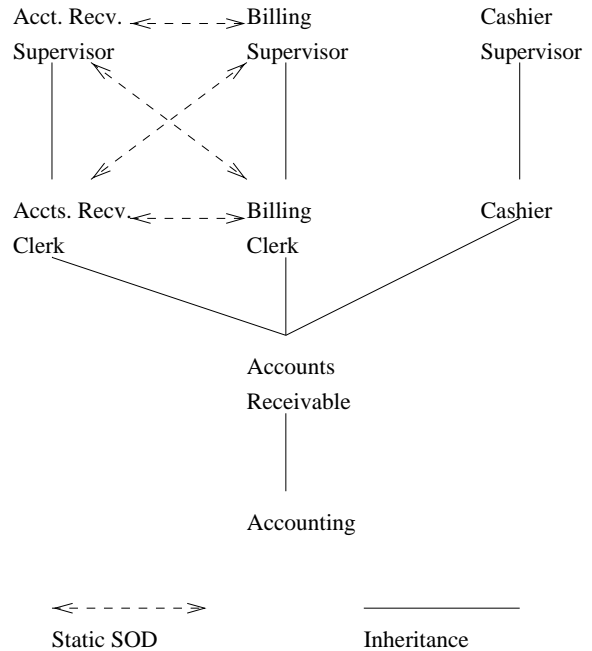 Acct. Recv.
Supervisor
Billing
Supervisor
Cashier
Supervisor
Accts. Recv.
Clerk
Billing
Clerk
Cashier
Accounts
Receivable
Accounting
Static SOD
Inheritance